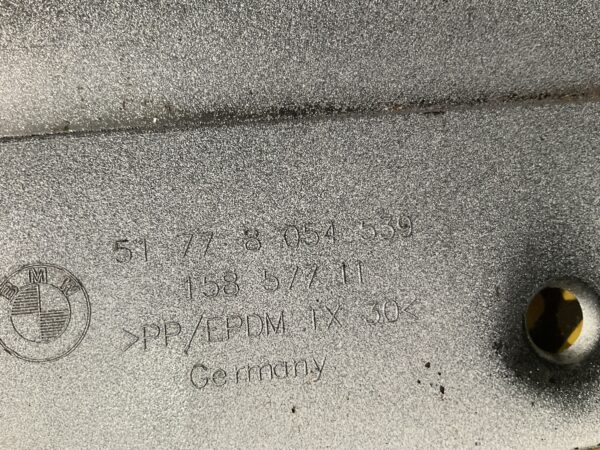 51 77 8 054 539
158 577 11
BMW
>PP/EPDM TX 30<
Germany